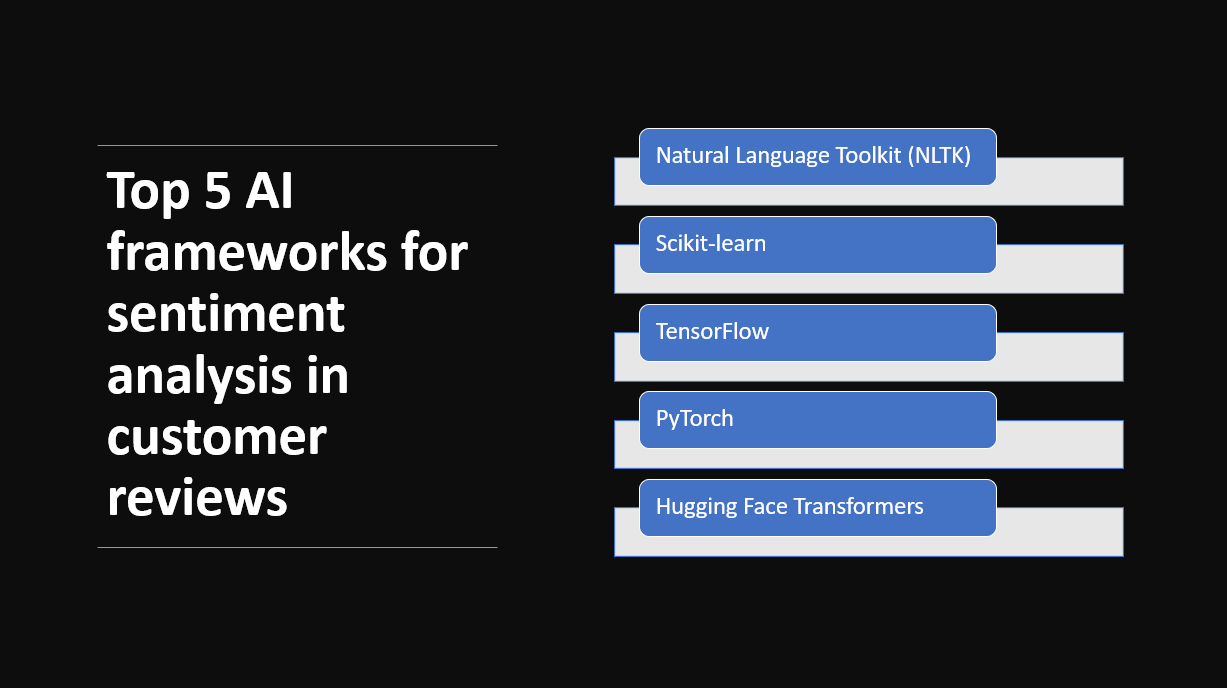 Top 5 AI
frameworks for
sentiment
analysis in
customer
reviews
Natural Language Toolkit (NLTK)
Scikit-learn
TensorFlow
PyTorch
Hugging Face Transformers